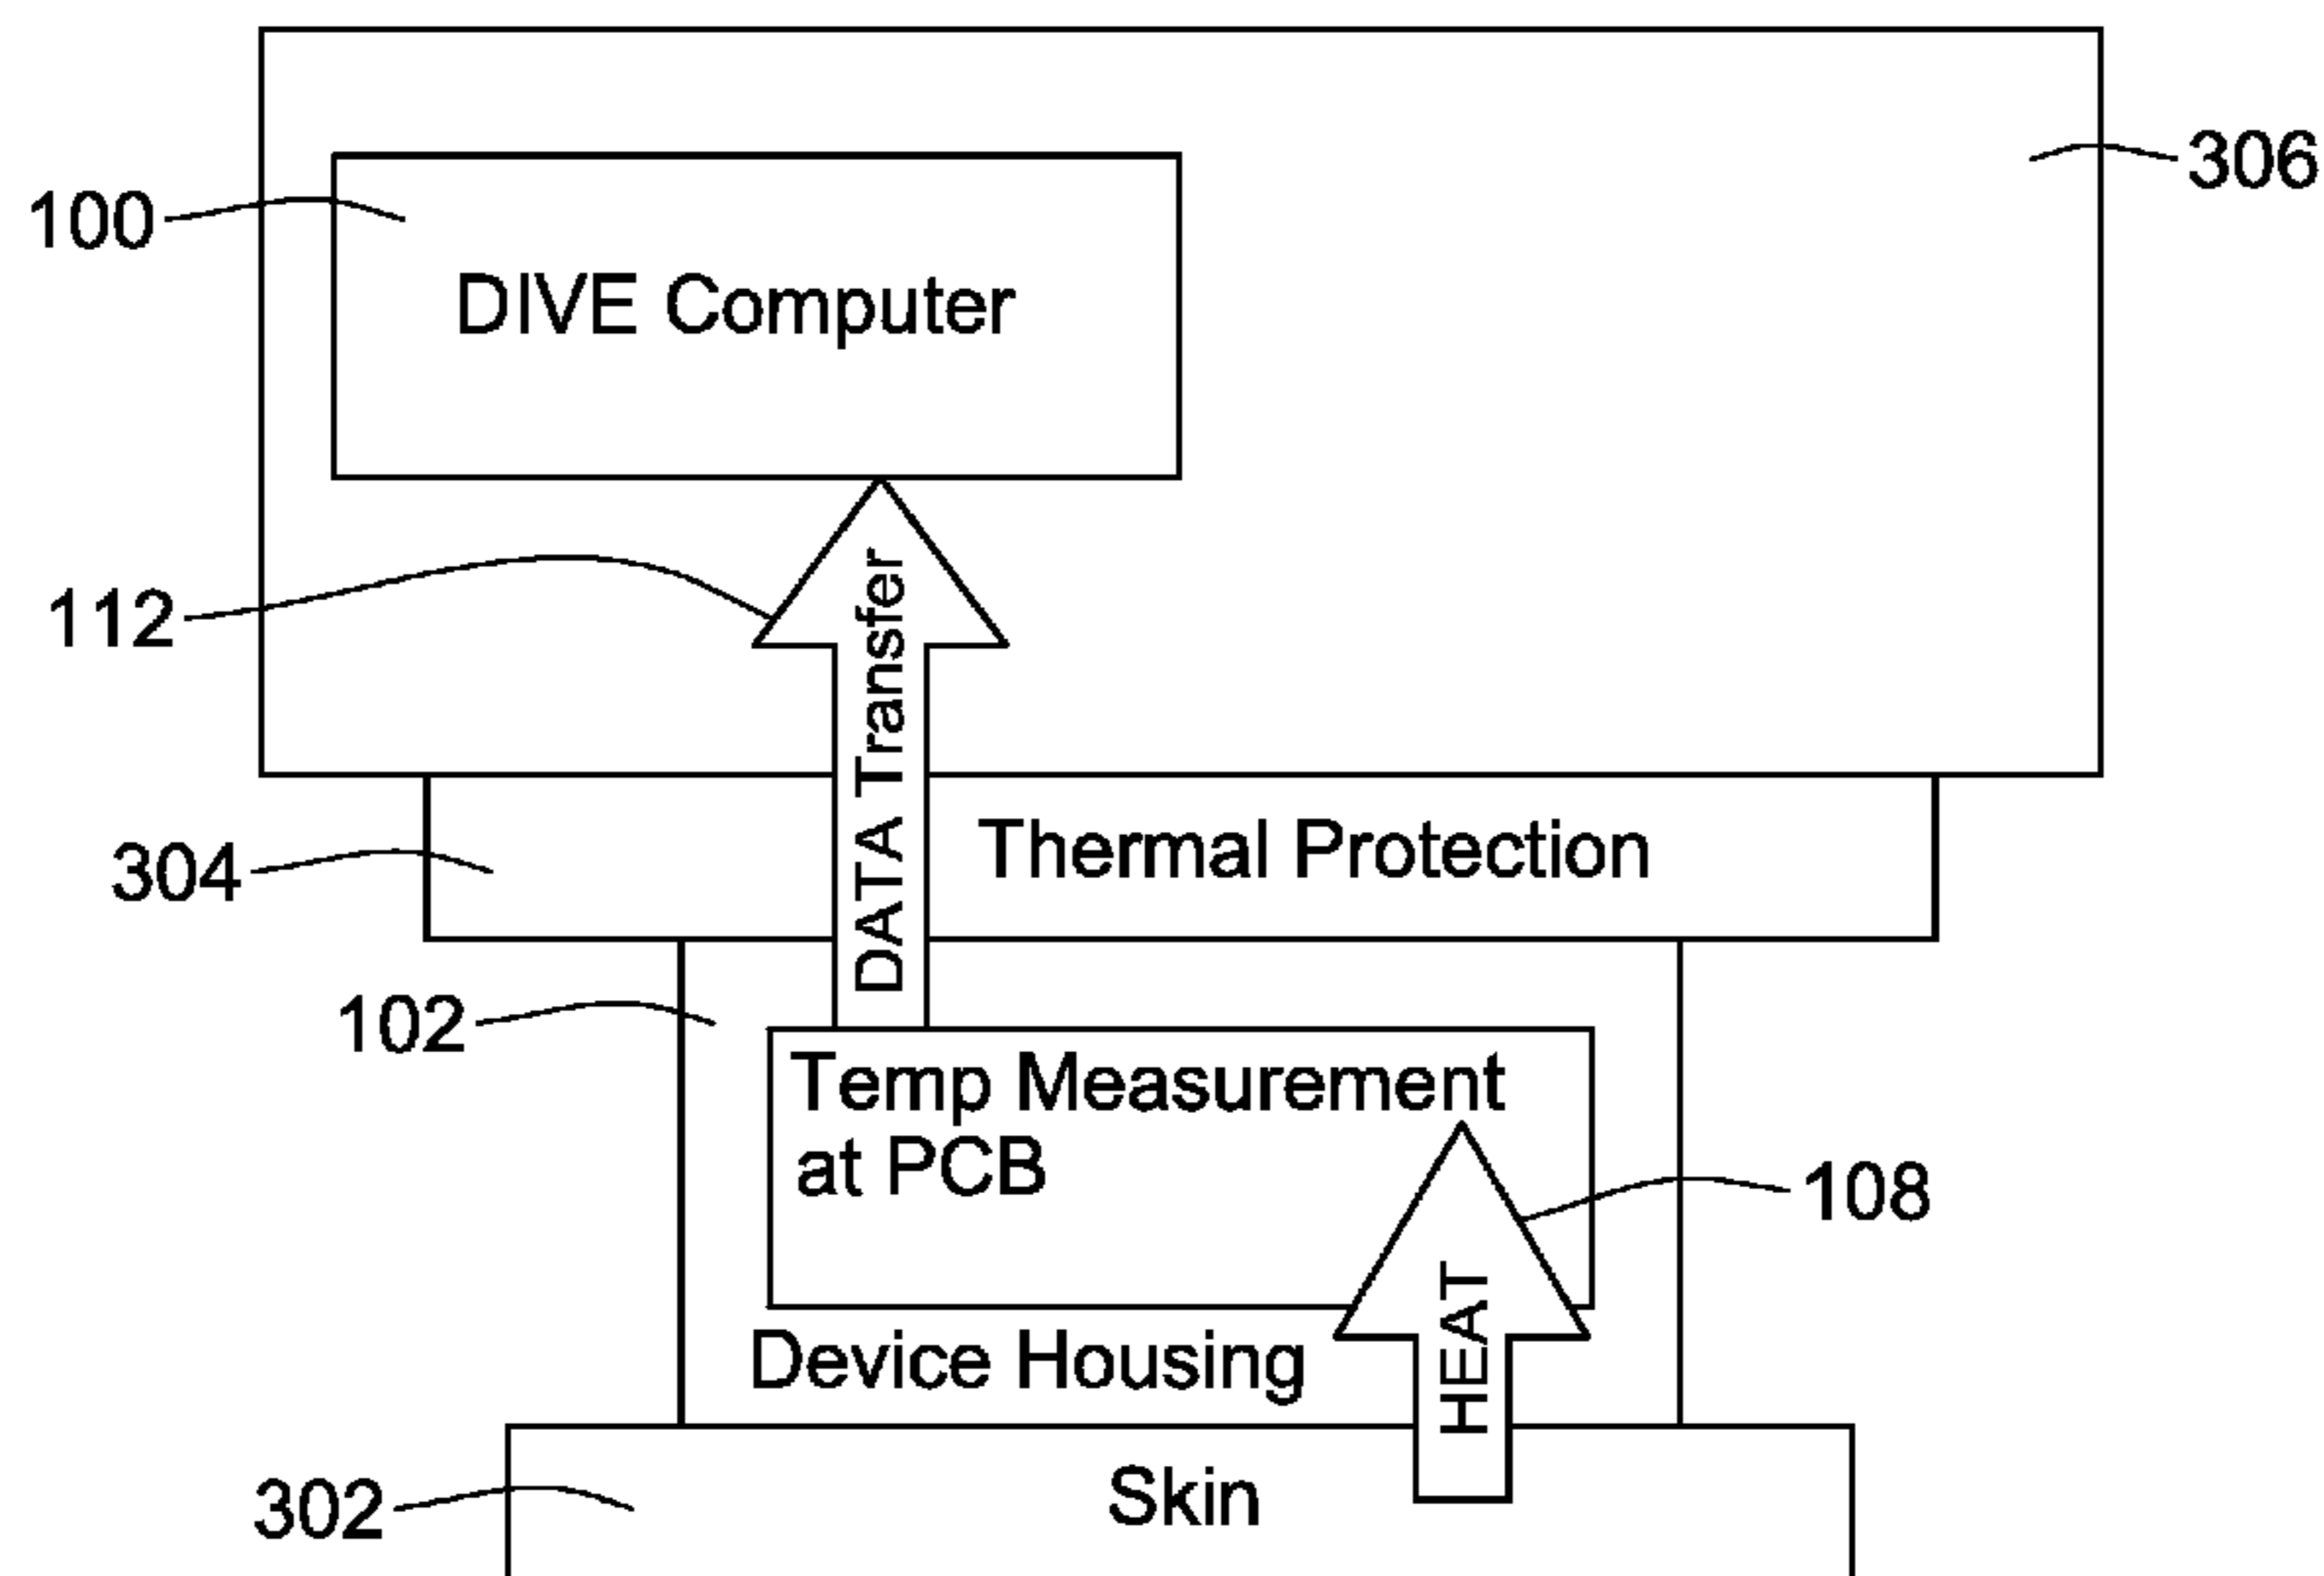 306
100
DIVE Computer
112
DATA Transfer
Thermal Protection
304
102
Temp Measurement
at PCB
108
HEAT
Device Housing
Skin
302